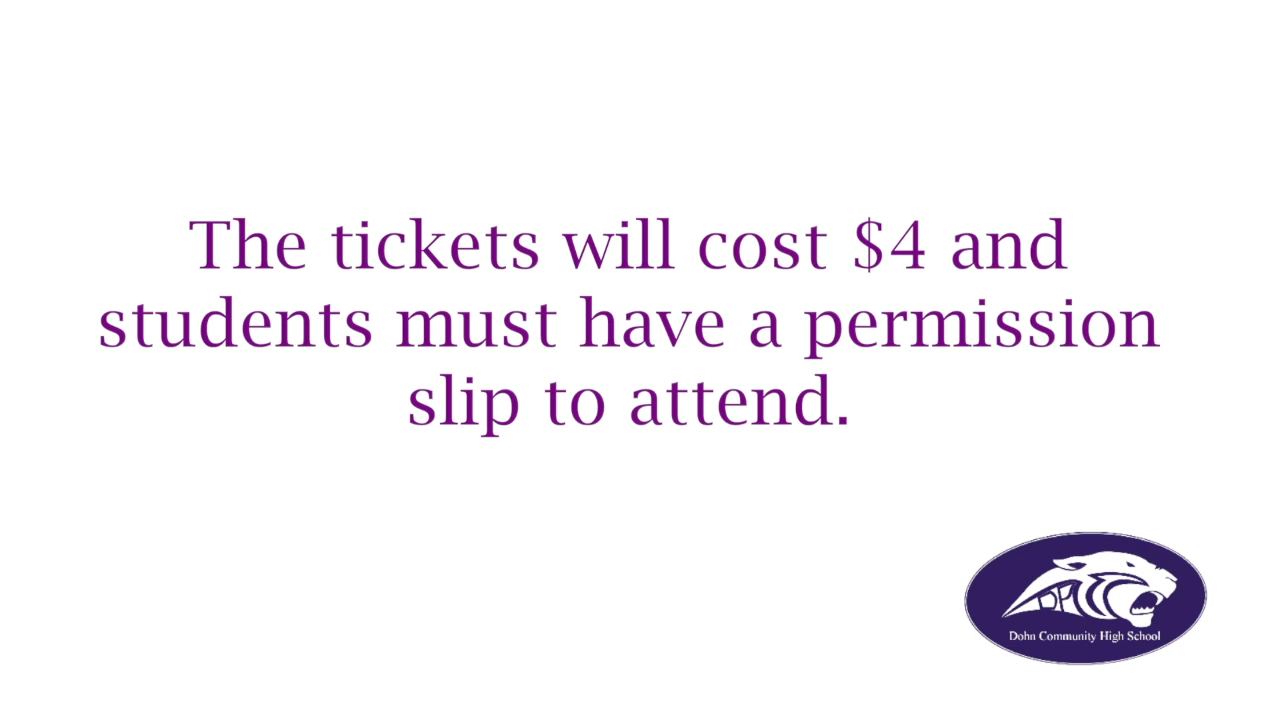 The tickets will cost $4 and
students must have a permission
slip to attend.
Dohn Community High School